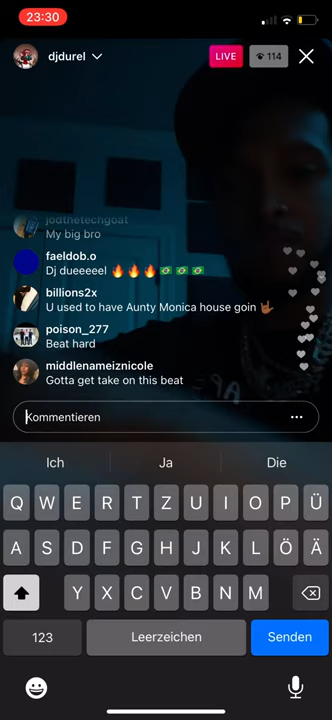 23:30
djdurel
LIVE
114
jodthetechgoat
My big bro
faeldob.o
Dj dueeeeel 🔥🔥🔥🇧🇷🇧🇷🇧🇷
billions2x
U used to have Aunty Monica house goin 🤘🏾
poison_277
Beat hard
middlenameiznicole
Gotta get take on this beat
Kommentieren
Ich Ja Die
Q W E R T Z U I O P Ü
A S D F G H J K L Ö Ä
Y X C V B N M
123 Leerzeichen Senden